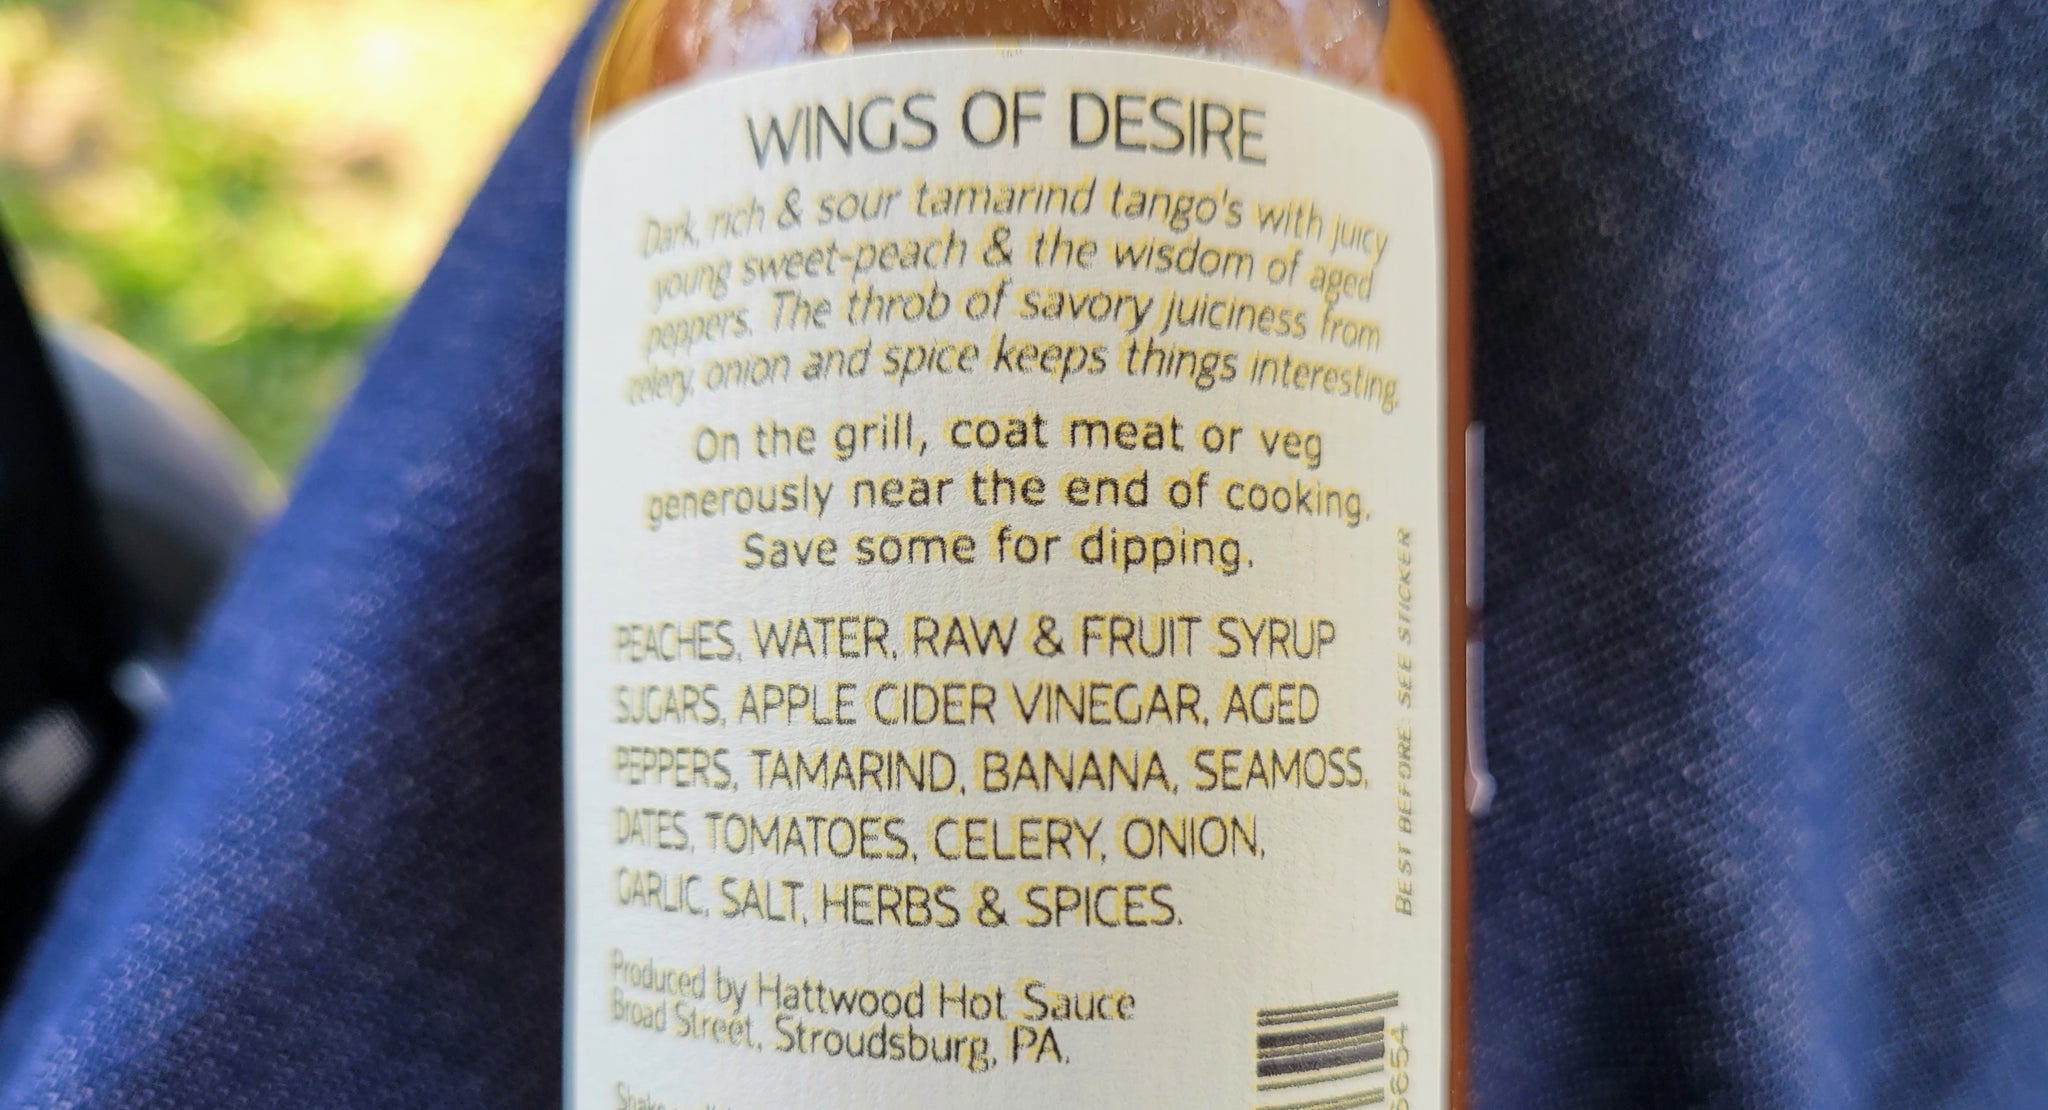 WINGS OF DESIRE
Dark, rich & sour tamarind tango's with juicy
young sweet-peach & the wisdom of aged
peppers. The throb of savory juiciness from
celery, onion and spice keeps things interesting.
On the grill, coat meat or veg
generously near the end of cooking.
Save some for dipping.
PEACHES, WATER, RAW & FRUIT SYRUP
SUGARS, APPLE CIDER VINEGAR, AGED
PEPPERS, TAMARIND, BANANA, SEAMOSS,
DATES, TOMATOES, CELERY, ONION,
GARLIC, SALT, HERBS & SPICES.
Produced by Hattwood Hot Sauce
Broad Street, Stroudsburg, PA.
BEST BEFORE: SEE STICKER